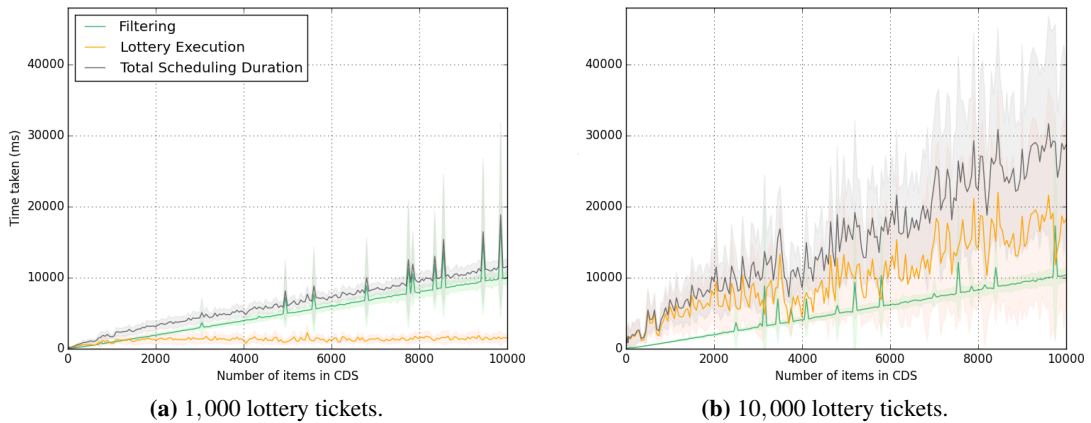 Filtering
Lottery Execution
Total Scheduling Duration
40000
30000
20000
10000
0
Time taken (ms)
0 2000 4000 6000 8000 10000
Number of items in CDS
(a) 1,000 lottery tickets.
40000
30000
20000
10000
0
0 2000 4000 6000 8000 10000
Number of items in CDS
(b) 10,000 lottery tickets.